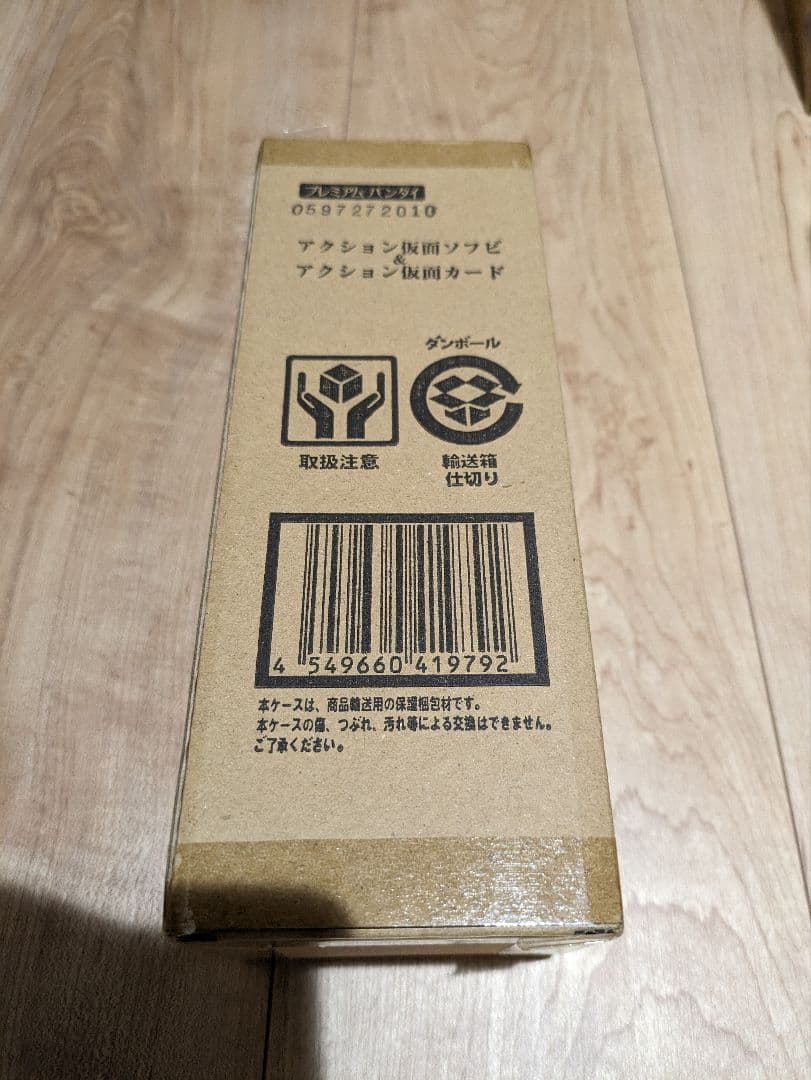 プレミアム バンダイ
0597272010
アクション仮面ソフビ
&
アクション仮面カード
ダンボール
取扱注意
輸送箱
仕切り
4 549660 419792
本ケースは、商品輸送用の保護梱包材です。
本ケースの傷、つぶれ、汚れ等による交換はできません。
ご了承ください。